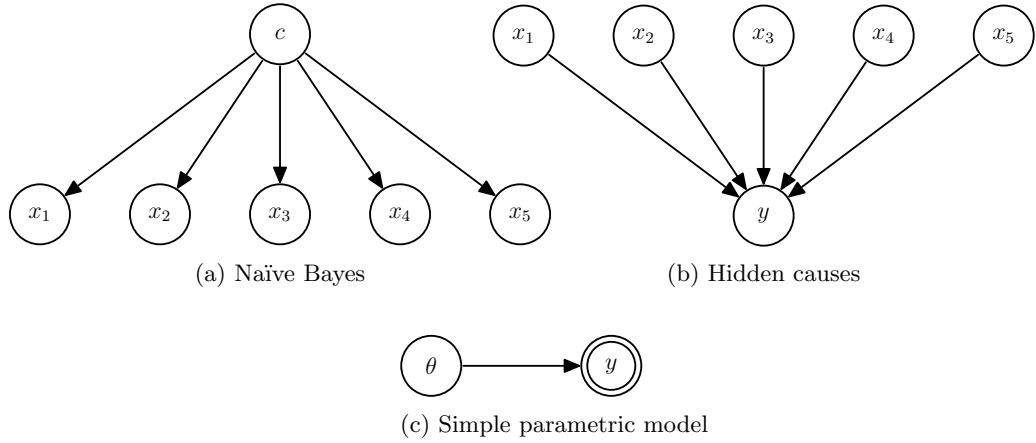 c x₁ x₂ x₃ x₄ x₅
x₁ x₂ x₃ x₄ x₅ y
(a) Naïve Bayes (b) Hidden causes
θ y
(c) Simple parametric model